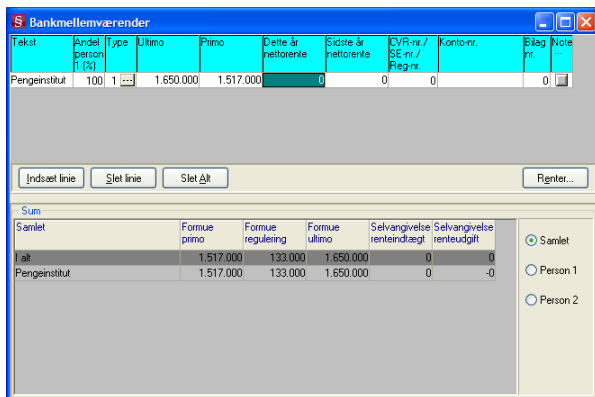 Bankmellemværender
Tekst Andel person 1 (%) Type Ultimo Primo Dette år nettorente Sidste år nettorente CVR-nr./ SE-nr./ Reg-nr. Konto-nr. Bilag nr. Note ...
Pengeinstitut 100 1 ... 1.650.000 1.517.000 0 0 0 0
Indsæt linie Slet linie Slet Alt Renter...
Sum
Samlet Formue primo Formue regulering Formue ultimo Selvangivelse renteindtægt Selvangivelse renteudgift
I alt 1.517.000 133.000 1.650.000 0 0
Pengeinstitut 1.517.000 133.000 1.650.000 0 -0
Samlet
Person 1
Person 2